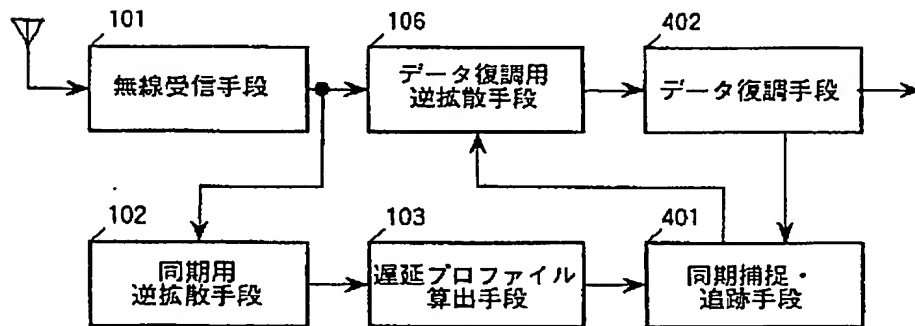 101
無線受信手段
106
データ復調用
逆拡散手段
402
データ復調手段
102
同期用
逆拡散手段
103
遅延プロファイル
算出手段
401
同期捕捉・
追跡手段